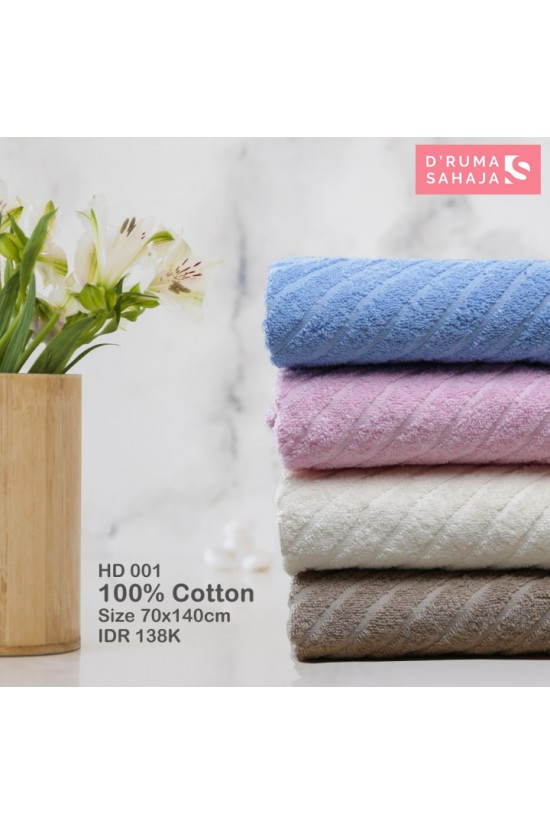 D'RUMA
SAHAJA
HD 001
100% Cotton
Size 70x140cm
IDR 138K